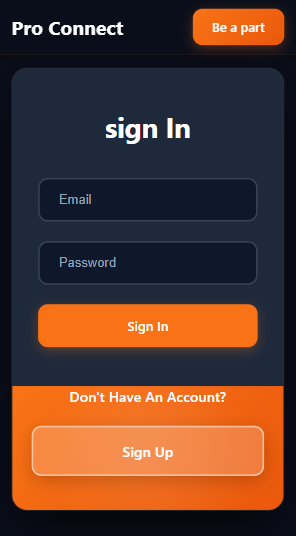 Pro Connect
Be a part
sign In
Email
Password
Sign In
Don't Have An Account?
Sign Up